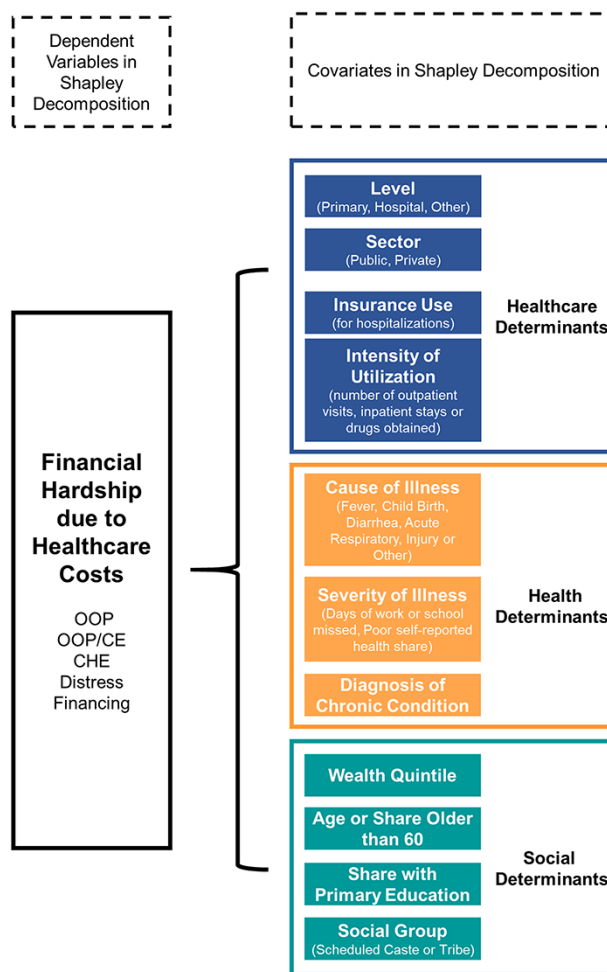 Dependent
Variables in
Shapley
Decomposition
Covariates in Shapley Decomposition
Financial
Hardship
due to
Healthcare
Costs
OOP
OOP/CE
CHE
Distress
Financing
Level
(Primary, Hospital, Other)
Sector
(Public, Private)
Insurance Use
(for hospitalizations)
Intensity of
Utilization
(number of outpatient
visits, inpatient stays or
drugs obtained)
Healthcare
Determinants
Cause of Illness
(Fever, Child Birth,
Diarrhea, Acute
Respiratory, Injury or
Other)
Severity of Illness
(Days of work or school
missed, Poor self-reported
health share)
Diagnosis of
Chronic Condition
Health
Determinants
Wealth Quintile
Age or Share Older
than 60
Share with
Primary Education
Social Group
(Scheduled Caste or Tribe)
Social
Determinants